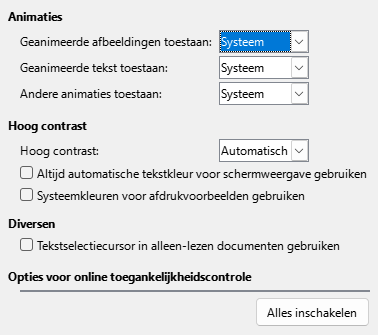 Animaties
Geanimeerde afbeeldingen toestaan: Systeem
Geanimeerde tekst toestaan: Systeem
Andere animaties toestaan: Systeem
Hoog contrast
Hoog contrast: Automatisch
Altijd automatische tekstkleur voor schermweergave gebruiken
Systeemkleuren voor afdrukvoorbeelden gebruiken
Diversen
Tekstselectiecursor in alleen-lezen documenten gebruiken
Opties voor online toegankelijkheidscontrole
Alles inschakelen